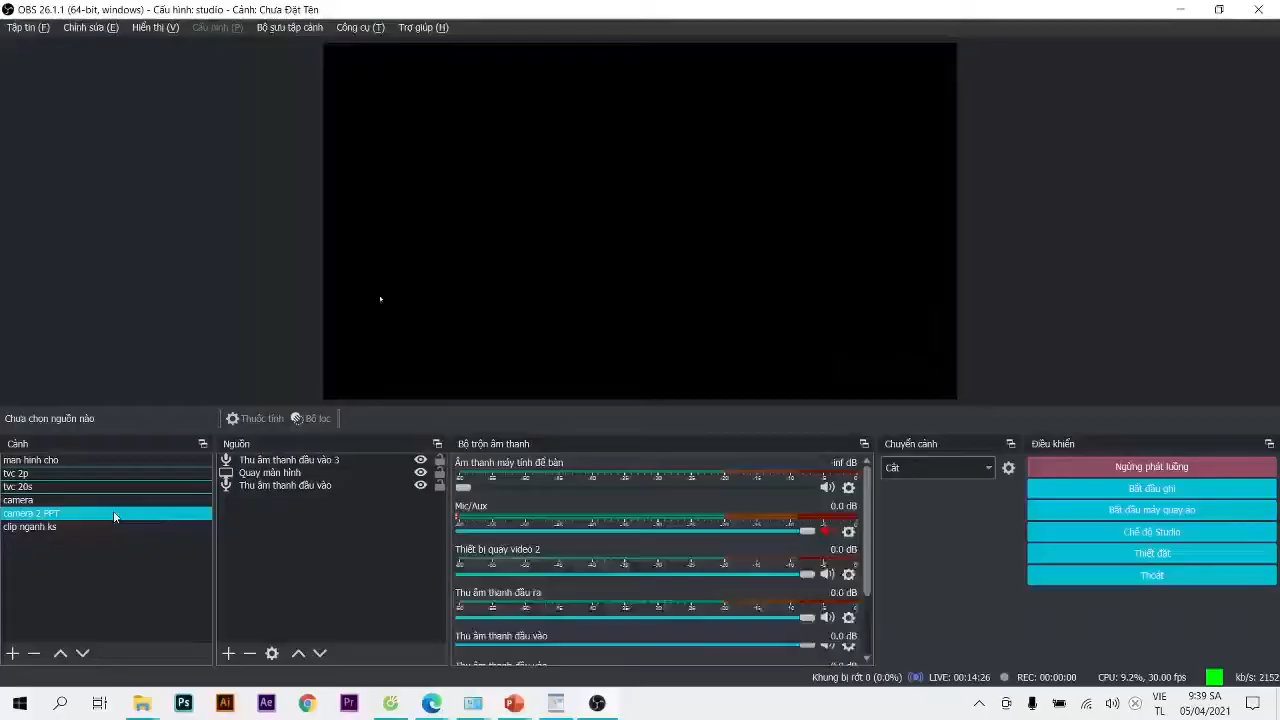 OBS 26.1.1 (64-bit, windows) - Cấu hình: studio - Cảnh: Chưa Đặt Tên
Tập tin (F) Chỉnh sửa (E) Hiển thị (V) Cấu hình (P) Bộ sưu tập cảnh Công cụ (T) Trợ giúp (H)
Chưa chọn nguồn nào Thuộc tính Bộ lọc
Cảnh
man hinh cho
tvc 2p
tvc 20s
camera
camera 2 PPT
clip nganh ks
Nguồn
Thu âm thanh đầu vào 3
Quay màn hình
Thu âm thanh đầu vào
Bộ trộn âm thanh
Âm thanh máy tính để bàn -inf dB
Mic/Aux 0.0 dB
Thiết bị quay video 2 0.0 dB
Thu âm thanh đầu ra 0.0 dB
Thu âm thanh đầu vào 0.0 dB
Chuyển cảnh
Cắt
Điều khiển
Ngừng phát luồng
Bắt đầu ghi
Bắt đầu máy quay ảo
Chế độ Studio
Thiết đặt
Thoát
Khung bị rớt 0 (0.0%) LIVE: 00:14:20 REC: 00:00:00 CPU: 9.2%, 30.00 fps kb/s: 2152
Ps Ai Ae Pr
VIE
TL
9:39 SA
05/04/2021